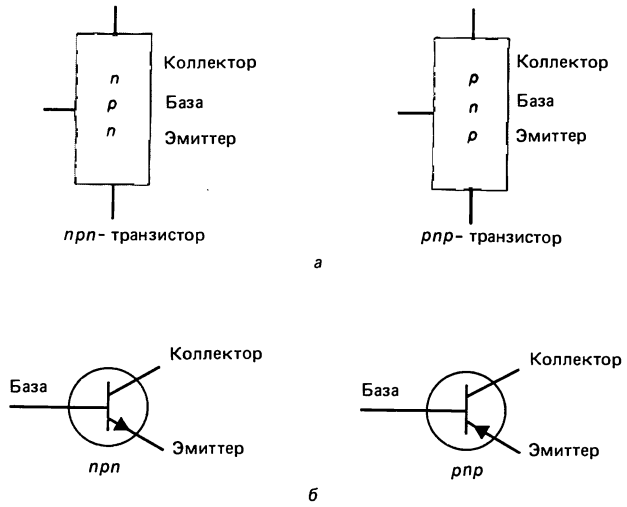 n
p
n
Коллектор
База
Эмиттер
npn- транзистор
p
n
p
Коллектор
База
Эмиттер
pnp- транзистор
а
База
Коллектор
Эмиттер
npn
База
Коллектор
Эмиттер
pnp
б